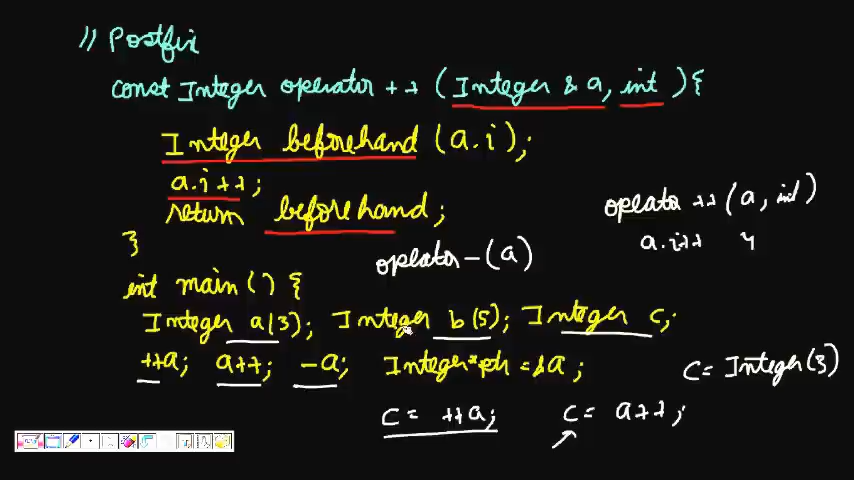 // Postfix
const Integer operator ++ (Integer & a, int){
Integer beforehand (a.i);
a.i++;
return beforehand;
}
operator ++ (a, int)
a.i++ 4
operator - (a)
int main() {
Integer a(3); Integer b(5); Integer c;
++a; a++; -a; Integer* ptr = &a;
c = Integer(3)
c = ++a; c = a++;